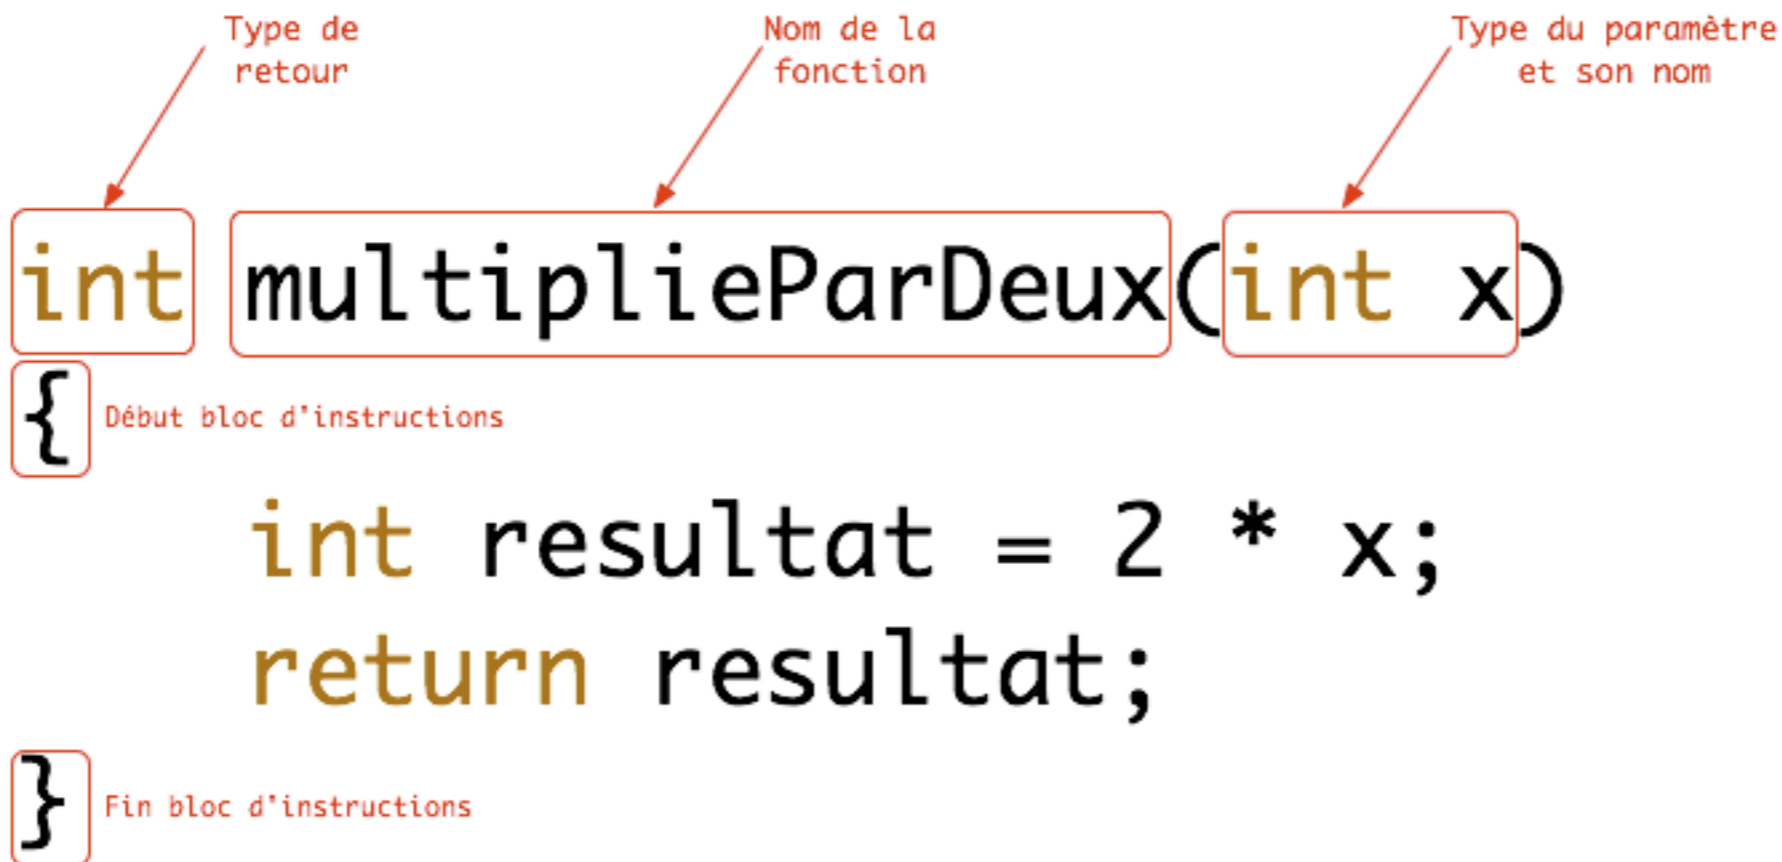 Type de
retour
Nom de la
fonction
Type du paramètre
et son nom
int multiplieParDeux(int x)
{ Début bloc d'instructions
int resultat = 2 * x;
return resultat;
} Fin bloc d'instructions